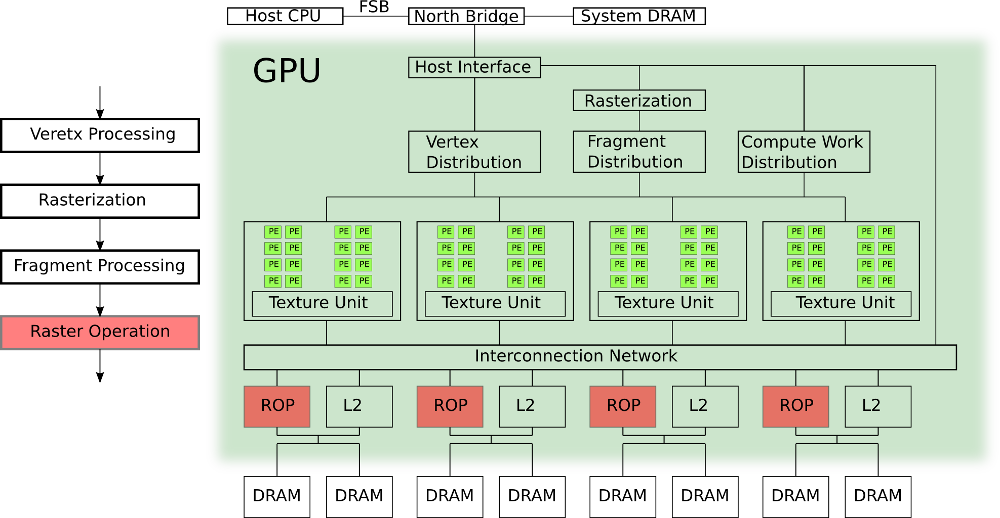 FSB
Host CPU
North Bridge
System DRAM
GPU
Host Interface
Rasterization
Vertex
Distribution
Fragment
Distribution
Compute Work
Distribution
Veretx Processing
Rasterization
Fragment Processing
Raster Operation
PE PE PE PE PE PE PE PE PE PE PE PE PE PE PE PE
PE PE PE PE PE PE PE PE PE PE PE PE PE PE PE PE
PE PE PE PE PE PE PE PE PE PE PE PE PE PE PE PE
PE PE PE PE PE PE PE PE PE PE PE PE PE PE PE PE
Texture Unit Texture Unit Texture Unit Texture Unit
Interconnection Network
ROP L2 ROP L2 ROP L2 ROP L2
DRAM DRAM DRAM DRAM DRAM DRAM DRAM DRAM